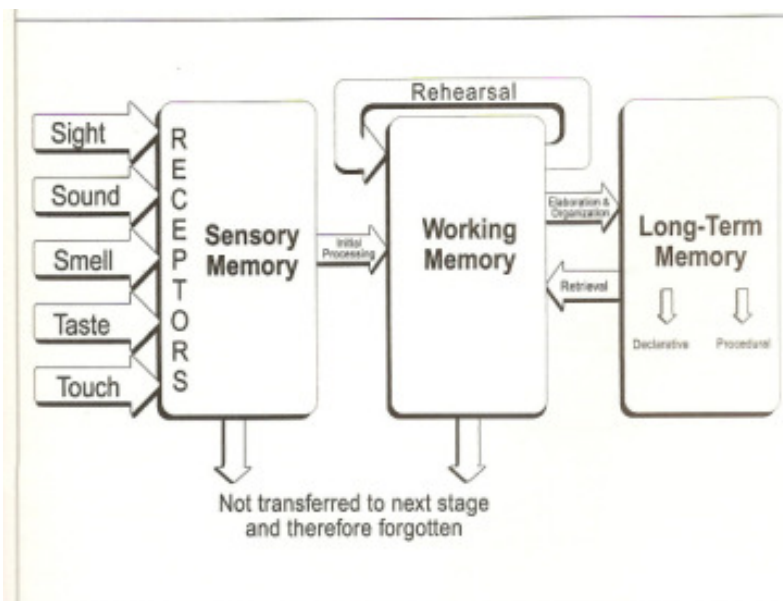 Rehearsal
Sight
Sound
Smell
Taste
Touch
RECEPTORS
Sensory
Memory
Initial
Processing
Working
Memory
Elaboration &
Organization
Retrieval
Long-Term
Memory
Declarative
Procedural
Not transferred to next stage
and therefore forgotten